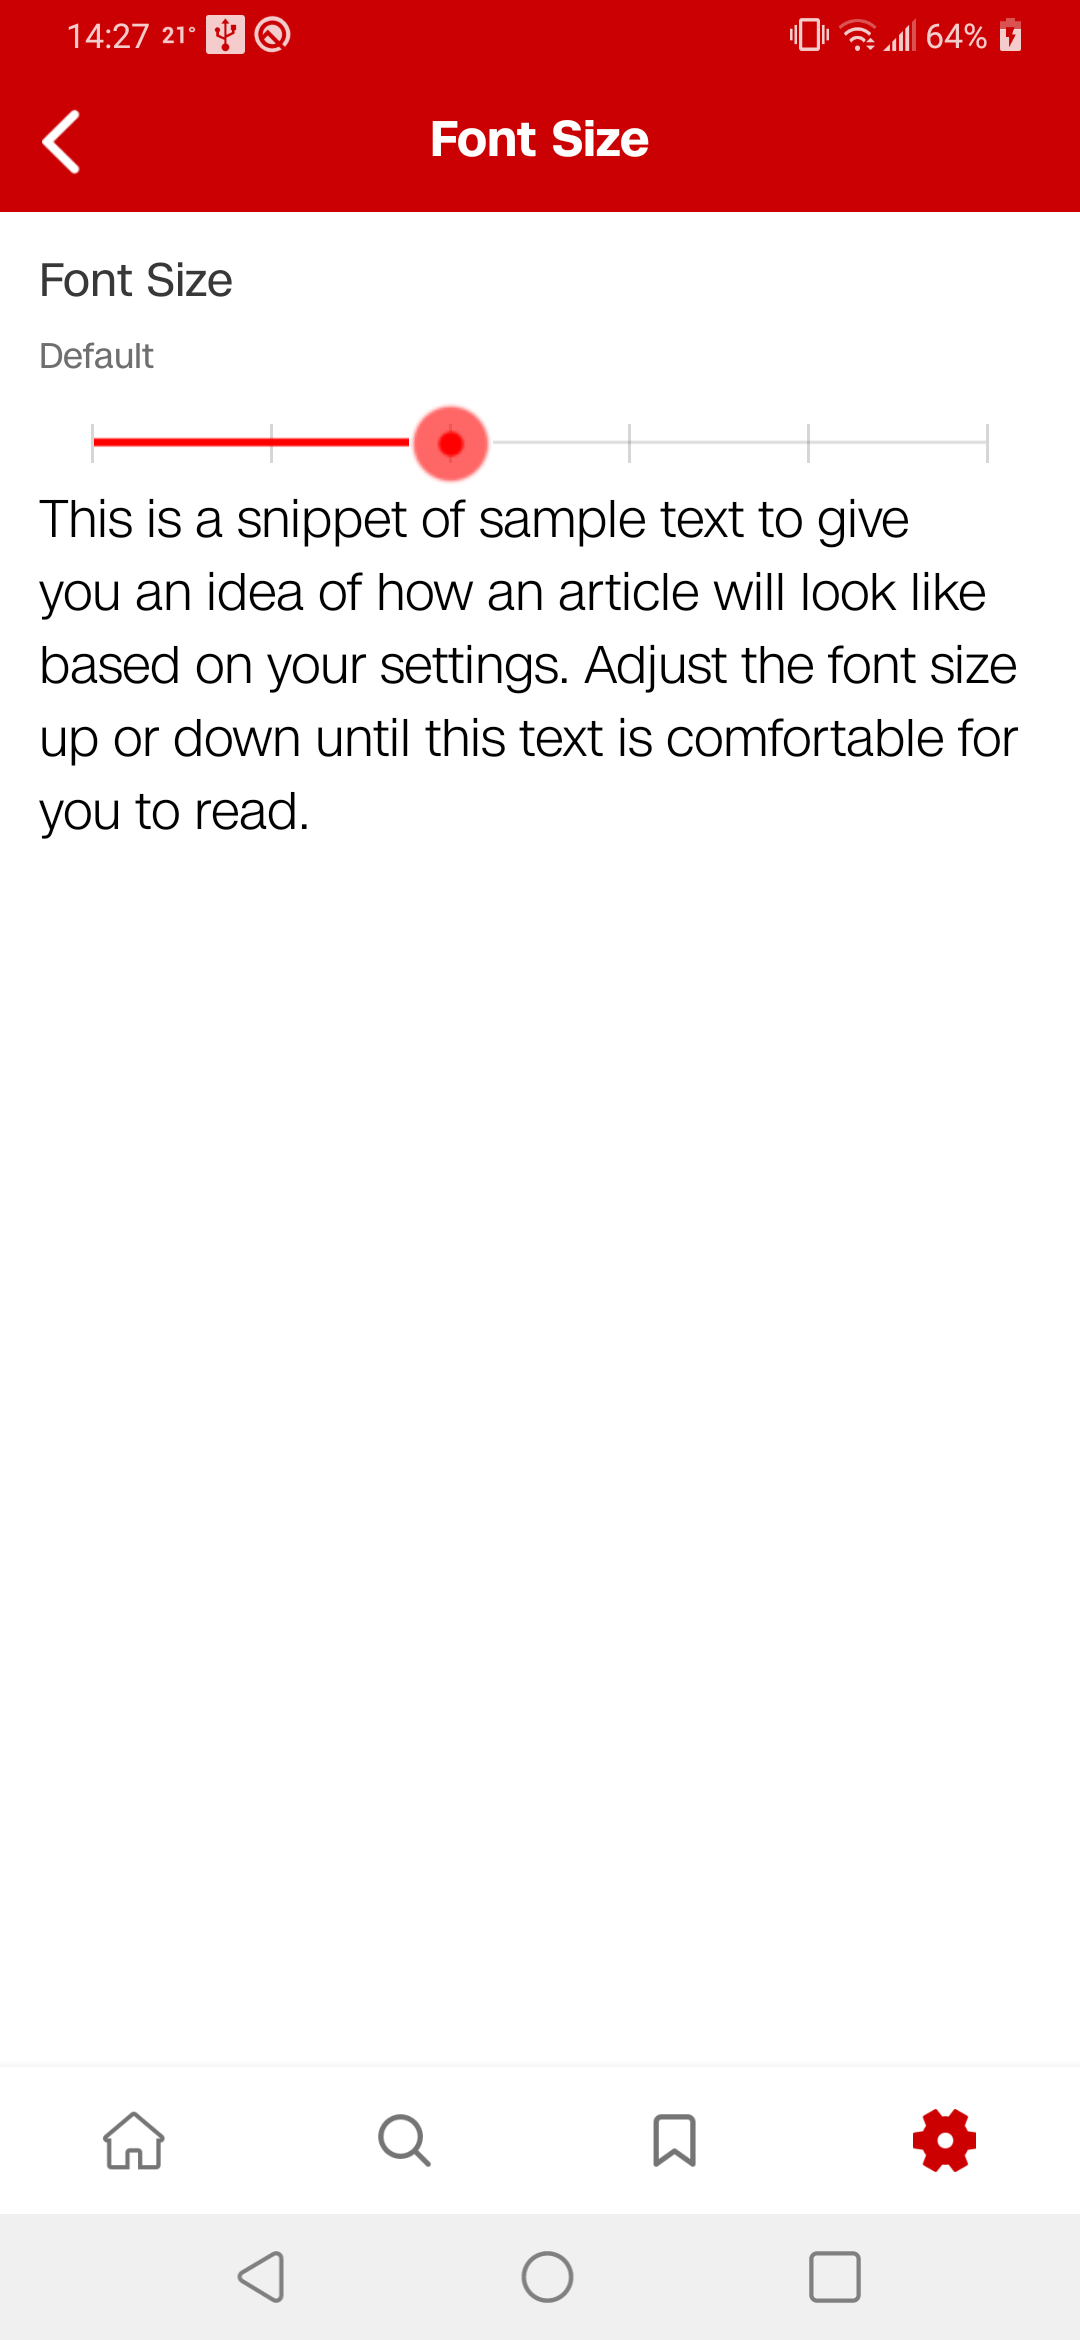 14:27 21° 64%
Font Size
Font Size
Default
This is a snippet of sample text to give
you an idea of how an article will look like
based on your settings. Adjust the font size
up or down until this text is comfortable for
you to read.